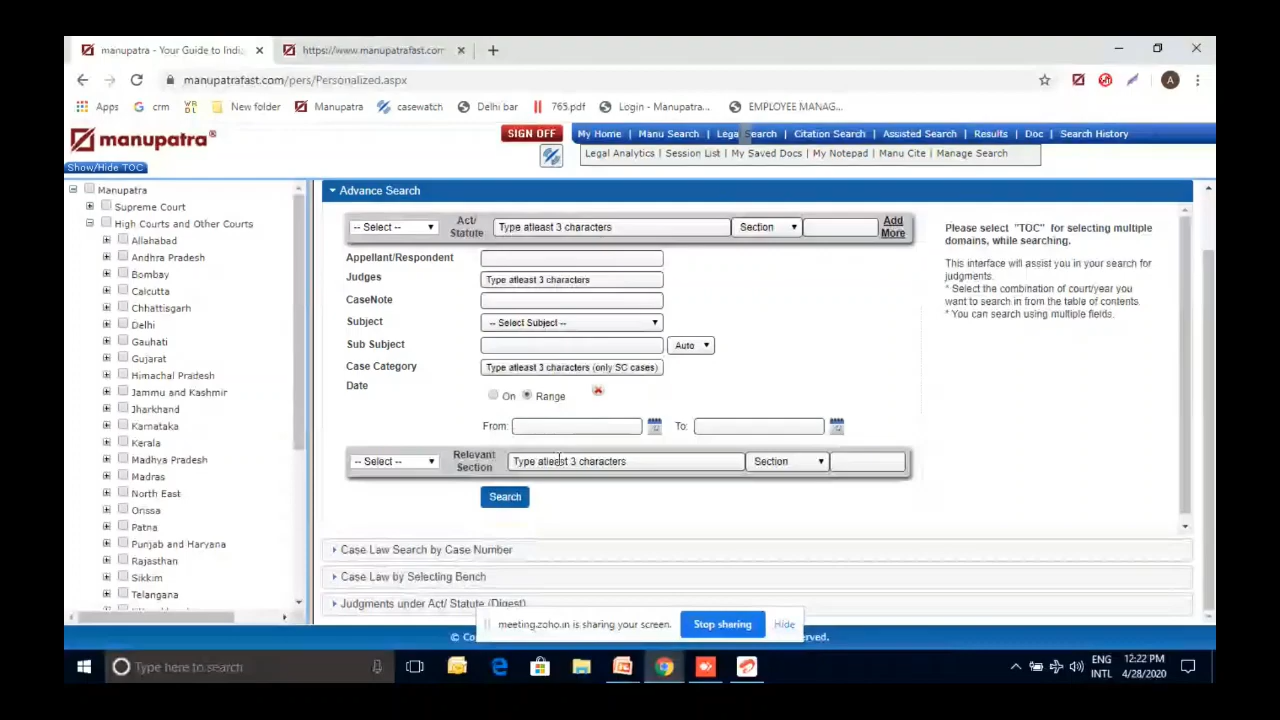 manupatra - Your Guide to Indi
https://www.manupatrafast.com
manupatrafast.com/pers/Personalized.aspx
Apps crm New folder Manupatra casewatch Delhi bar 765.pdf Login - Manupatra... EMPLOYEE MANAG...
manupatra®
SIGN OFF
My Home | Manu Search | Legal Search | Citation Search | Assisted Search | Results | Doc | Search History
Legal Analytics | Session List | My Saved Docs | My Notepad | Manu Cite | Manage Search
Show/Hide TOC
Manupatra
Supreme Court
High Courts and Other Courts
Allahabad
Andhra Pradesh
Bombay
Calcutta
Chhattisgarh
Delhi
Gauhati
Gujarat
Himachal Pradesh
Jammu and Kashmir
Jharkhand
Karnataka
Kerala
Madhya Pradesh
Madras
North East
Orissa
Patna
Punjab and Haryana
Rajasthan
Sikkim
Telangana
Advance Search
-- Select -- Act/ Statute Type atleast 3 characters Section Add More
Appellant/Respondent
Judges Type atleast 3 characters
CaseNote
Subject -- Select Subject --
Sub Subject Auto
Case Category Type atleast 3 characters (only SC cases)
Date
On Range
From: To:
-- Select -- Relevant Section Type atleast 3 characters Section
Search
Please select "TOC" for selecting multiple
domains, while searching.
This interface will assist you in your search for
judgments.
* Select the combination of court/year you
want to search in from the table of contents.
* You can search using multiple fields.
Case Law Search by Case Number
Case Law by Selecting Bench
Judgments under Act/ Statute (Digest)
meeting.zoho.in is sharing your screen. Stop sharing Hide
© Co
rved.
Type here to search
ENG
INTL
12:22 PM
4/28/2020